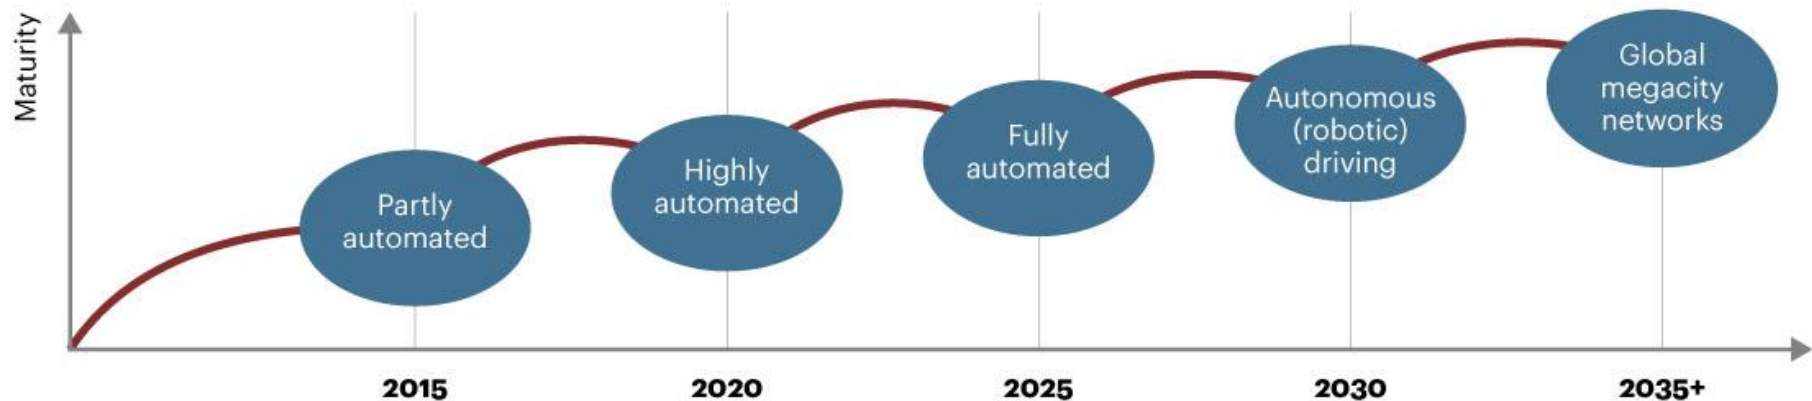 Maturity
Partly
automated
Highly
automated
Fully
automated
Autonomous
(robotic)
driving
Global
megacity
networks
2015
2020
2025
2030
2035+